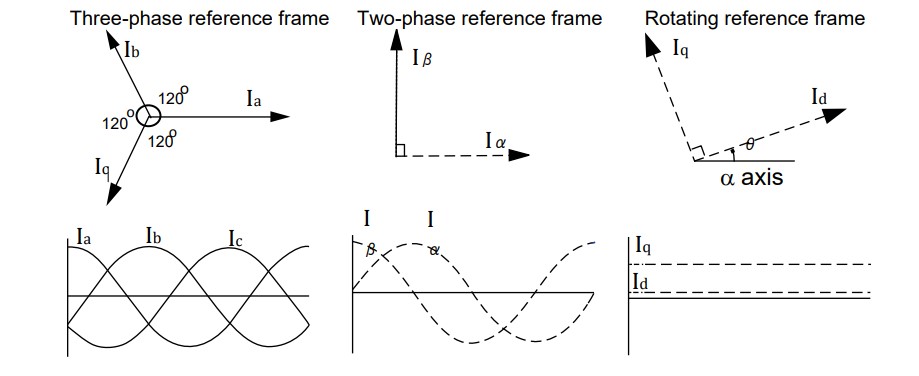 Three-phase reference frame
Two-phase reference frame
Rotating reference frame
Ib
120°
120°
120°
Ia
Iq
Iβ
Iα
Iq
Id
θ
α axis
Ia
Ib
Ic
I
β
I
α
Iq
Id